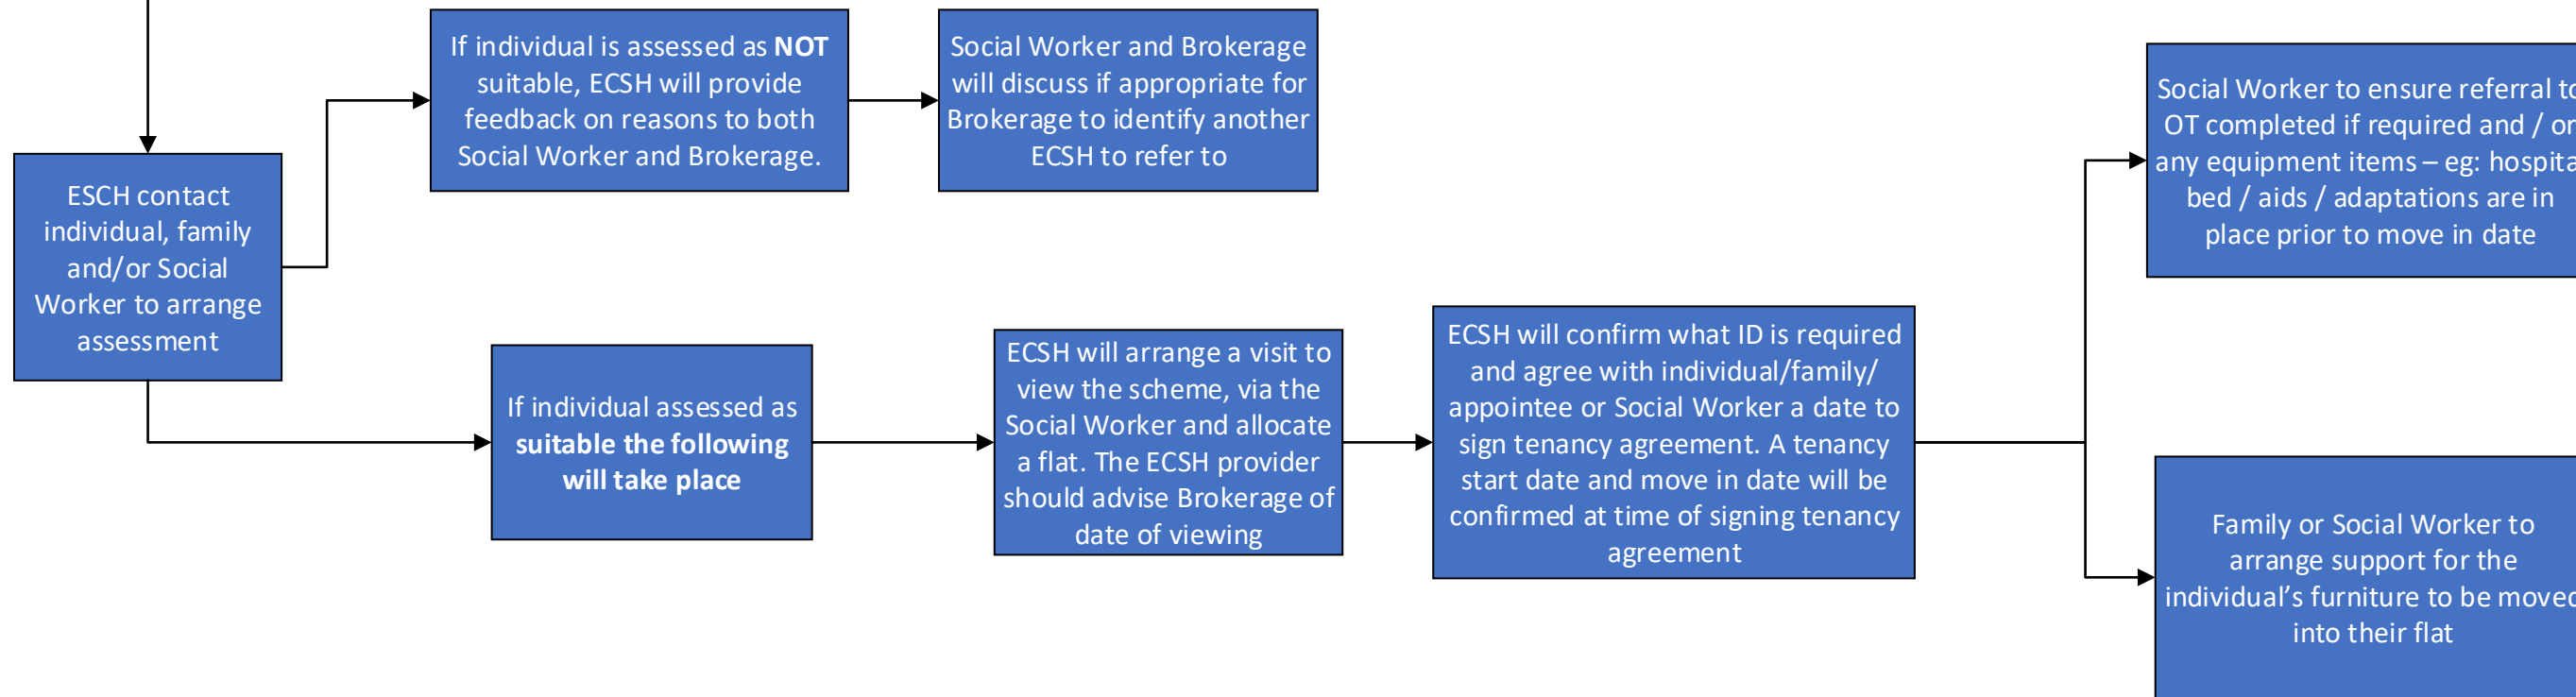 ESCH contact
individual, family
and/or Social
Worker to arrange
assessment
If individual is assessed as NOT
suitable, ECSH will provide
feedback on reasons to both
Social Worker and Brokerage.
Social Worker and Brokerage
will discuss if appropriate for
Brokerage to identify another
ECSH to refer to
If individual assessed as
suitable the following
will take place
ECSH will arrange a visit to
view the scheme, via the
Social Worker and allocate
a flat. The ECSH provider
should advise Brokerage of
date of viewing
ECSH will confirm what ID is required
and agree with individual/family/
appointee or Social Worker a date to
sign tenancy agreement. A tenancy
start date and move in date will be
confirmed at time of signing tenancy
agreement
Social Worker to ensure referral to
OT completed if required and / or
any equipment items – eg: hospita
bed / aids / adaptations are in
place prior to move in date
Family or Social Worker to
arrange support for the
individual’s furniture to be moved
into their flat